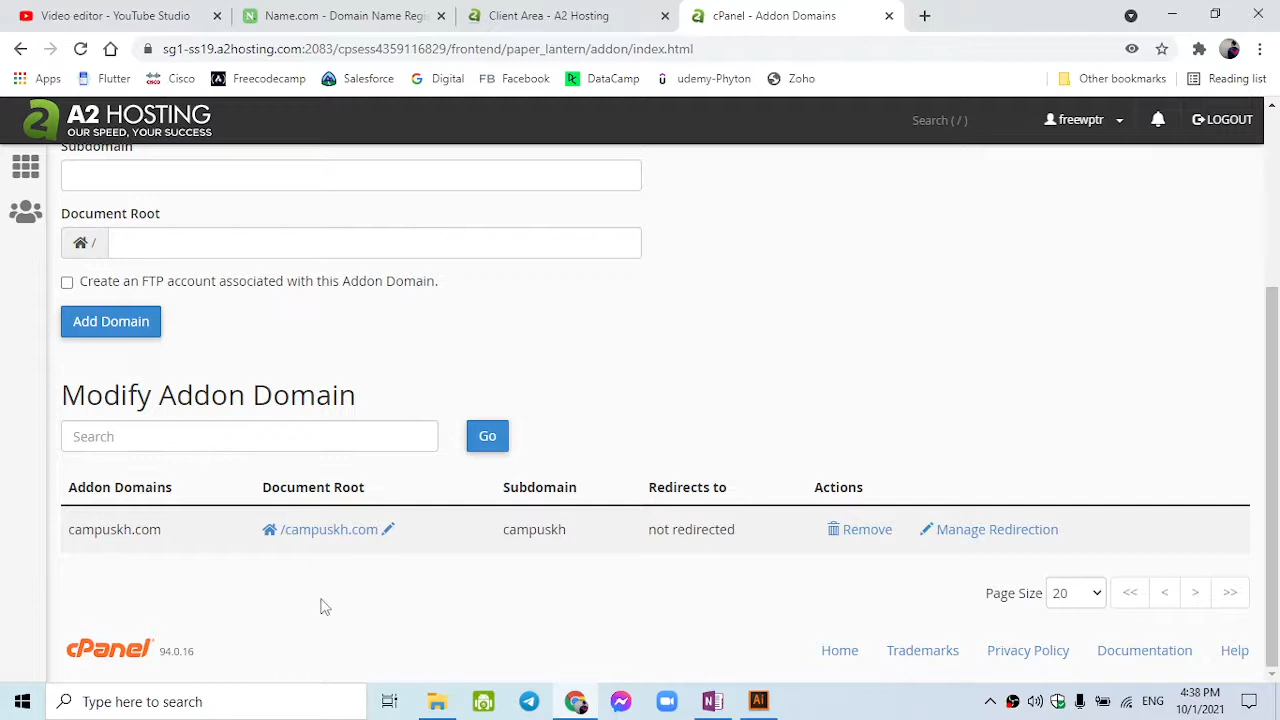 Video editor - YouTube Studio
Name.com - Domain Name Regi
Client Area - A2 Hosting
cPanel - Addon Domains
sg1-ss19.a2hosting.com:2083/cpsess4359116829/frontend/paper_lantern/addon/index.html
Apps
Flutter
Cisco
Freecodecamp
Salesforce
Digital
FB Facebook
DataCamp
udemy-Phyton
Zoho
Other bookmarks
Reading list
A2 HOSTING
OUR SPEED, YOUR SUCCESS
Search ( / )
freewptr
LOGOUT
Subdomain
Document Root
/
Create an FTP account associated with this Addon Domain.
Add Domain
Modify Addon Domain
Search
Go
Addon Domains Document Root Subdomain Redirects to Actions
campuskh.com /campuskh.com campuskh not redirected Remove Manage Redirection
Page Size 20 << < > >>
cPanel 94.0.16
Home Trademarks Privacy Policy Documentation Help
Type here to search
ENG
4:38 PM
10/1/2021